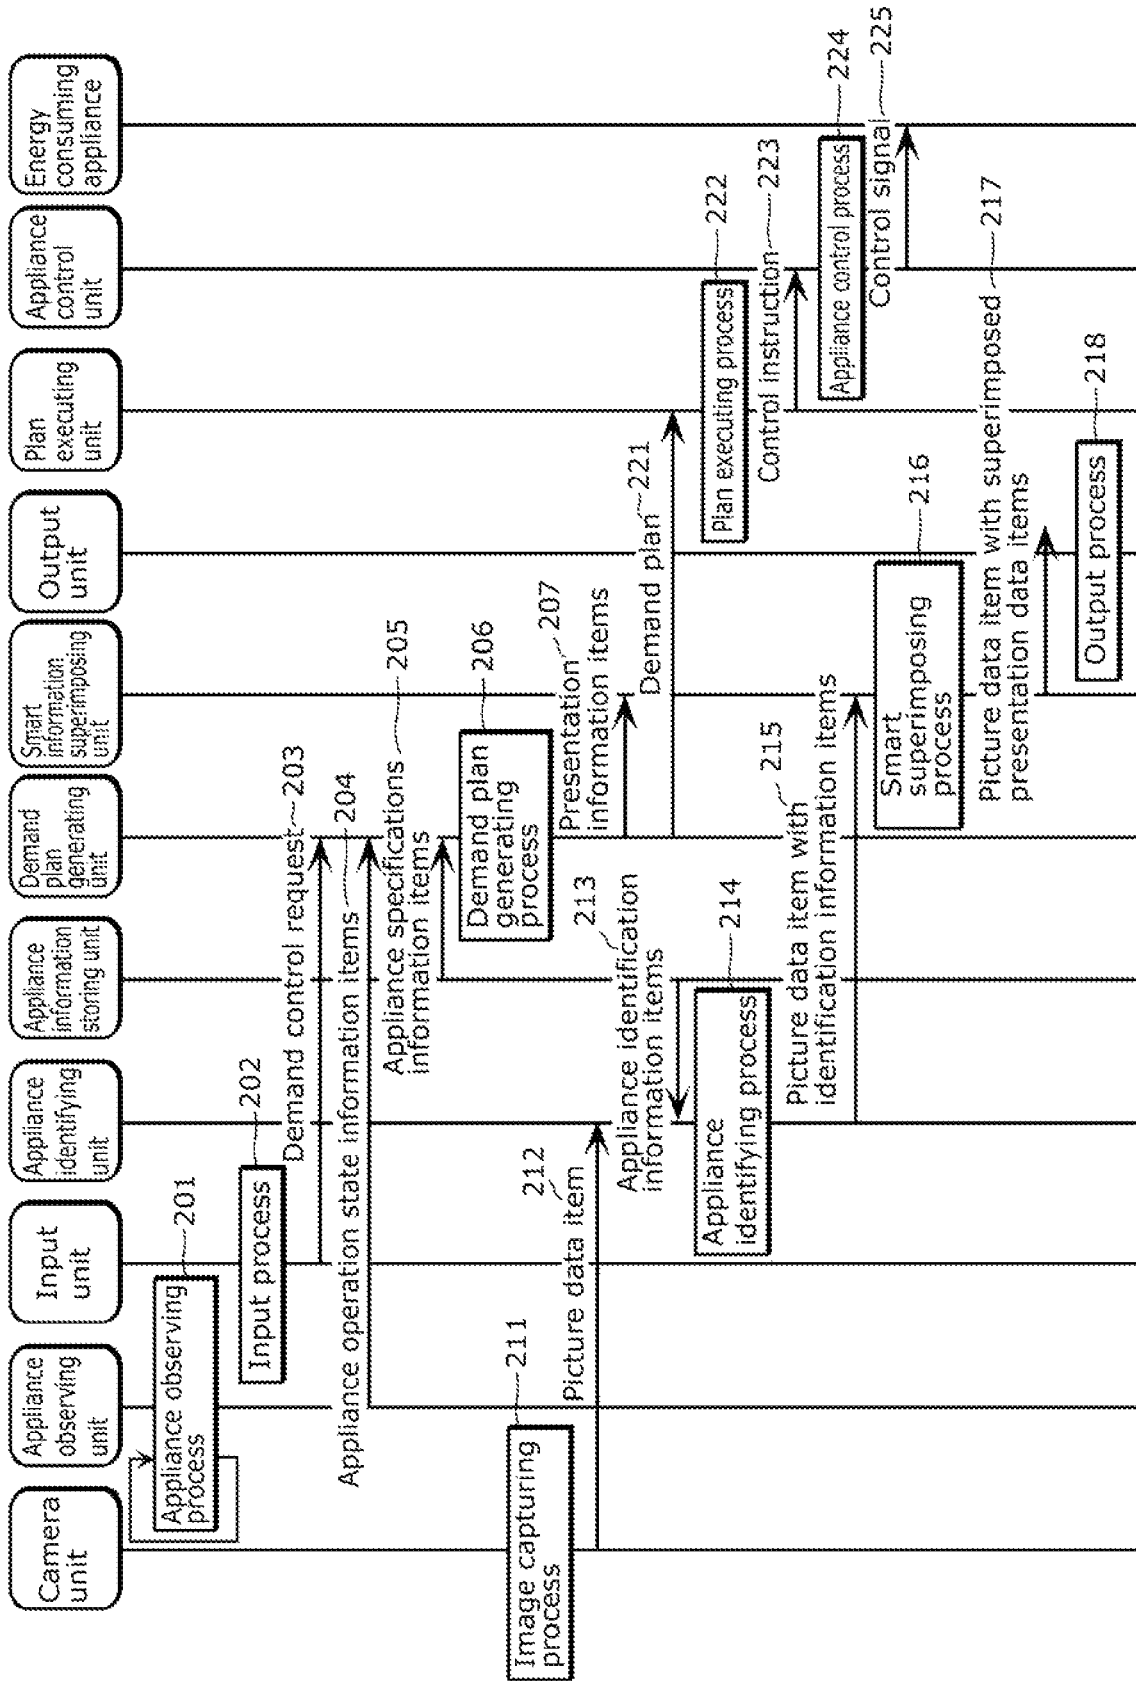 Camera
unit
Appliance
observing
unit
Input
unit
Appliance
identifying
unit
Appliance
information
storing unit
Demand
plan
generating
unit
Smart
information
superimposing
unit
Output
unit
Plan
executing
unit
Appliance
control
unit
Energy
consuming
appliance
Appliance observing
process
201
Input process
202
Demand control request
203
Appliance operation state information items
204
Appliance specifications
information items
205
Demand plan
generating
process
206
Image capturing
process
211
Picture data item
212
Presentation
information items
207
Appliance identification
information items
213
Demand plan
221
Appliance
identifying process
214
Plan executing process
222
Control instruction
223
Picture data item with
identification information items
215
Appliance control process
224
Smart
superimposing
process
216
Control signal
225
Picture data item with superimposed
presentation data items
217
Output process
218